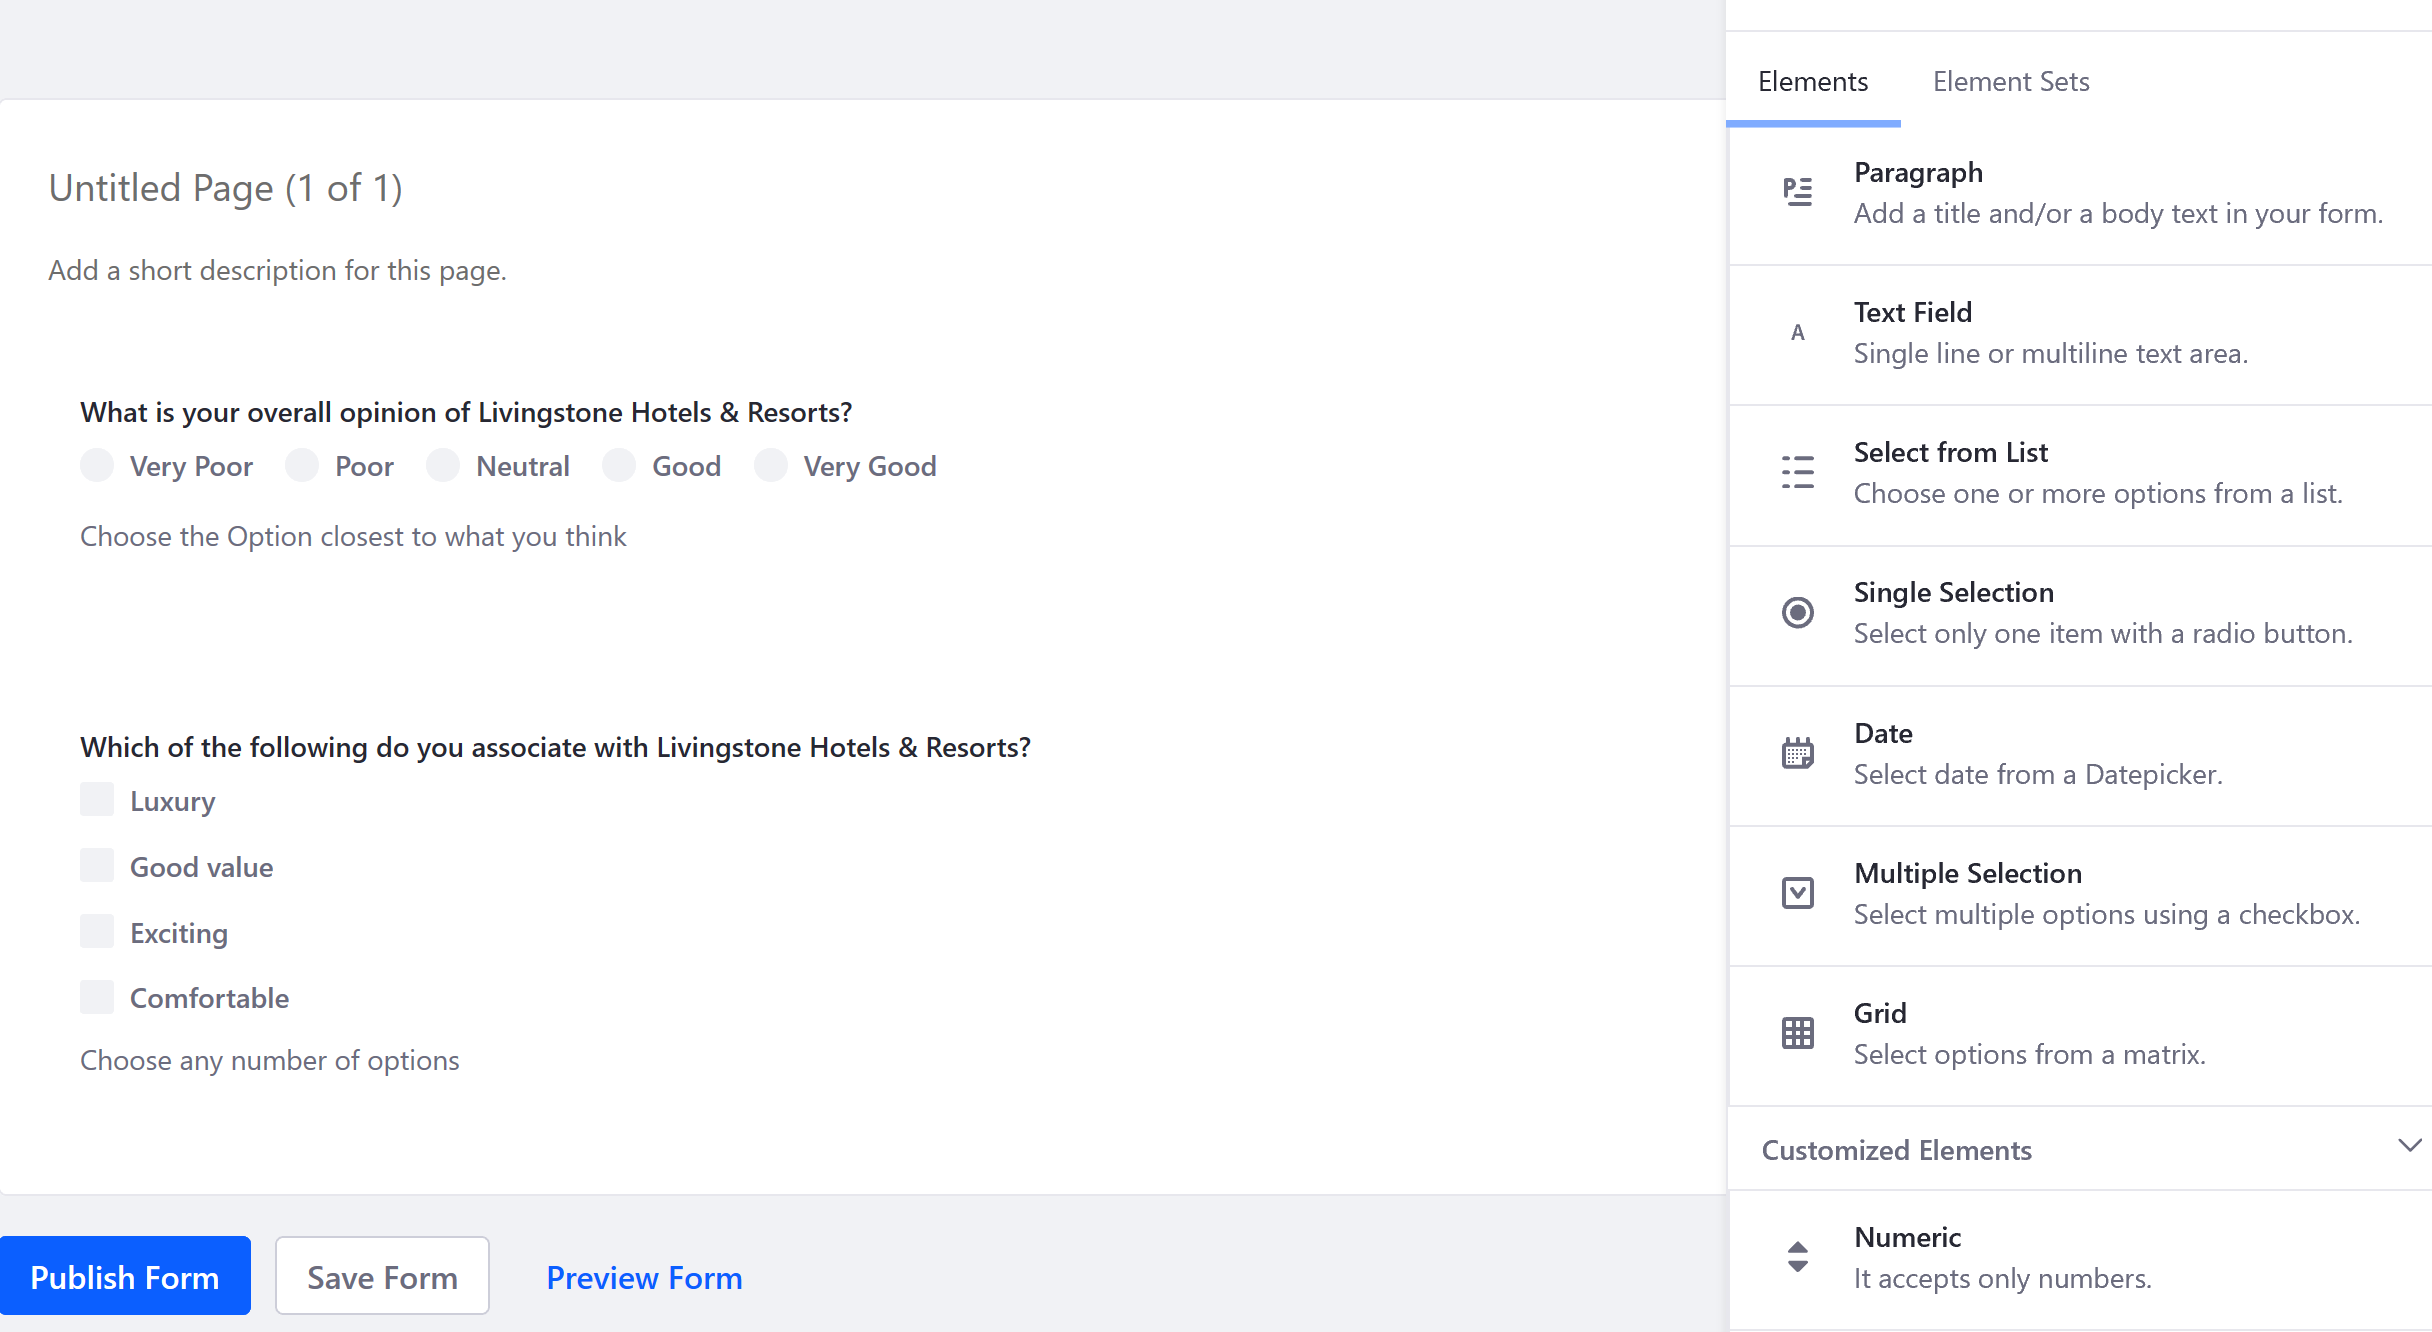 Untitled Page (1 of 1)
Add a short description for this page.
What is your overall opinion of Livingstone Hotels & Resorts?
Very Poor Poor Neutral Good Very Good
Choose the Option closest to what you think
Which of the following do you associate with Livingstone Hotels & Resorts?
Luxury
Good value
Exciting
Comfortable
Choose any number of options
Publish Form Save Form Preview Form
Elements Element Sets
Paragraph
Add a title and/or a body text in your form.
Text Field
Single line or multiline text area.
Select from List
Choose one or more options from a list.
Single Selection
Select only one item with a radio button.
Date
Select date from a Datepicker.
Multiple Selection
Select multiple options using a checkbox.
Grid
Select options from a matrix.
Customized Elements
Numeric
It accepts only numbers.